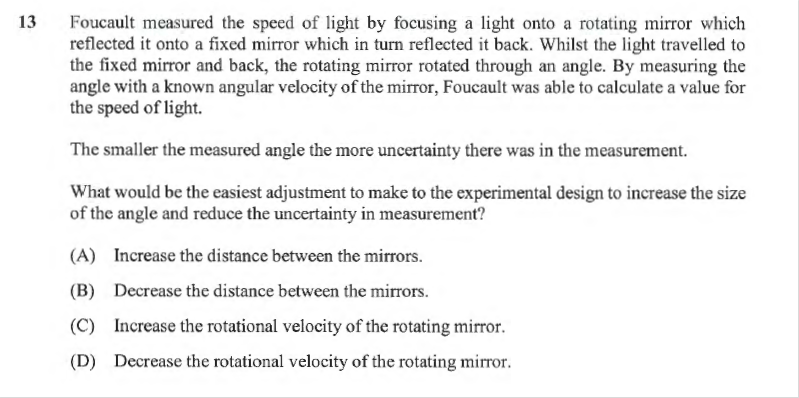 13 Foucault measured the speed of light by focusing a light onto a rotating mirror which
reflected it onto a fixed mirror which in turn reflected it back. Whilst the light travelled to
the fixed mirror and back, the rotating mirror rotated through an angle. By measuring the
angle with a known angular velocity of the mirror, Foucault was able to calculate a value for
the speed of light.
The smaller the measured angle the more uncertainty there was in the measurement.
What would be the easiest adjustment to make to the experimental design to increase the size
of the angle and reduce the uncertainty in measurement?
(A) Increase the distance between the mirrors.
(B) Decrease the distance between the mirrors.
(C) Increase the rotational velocity of the rotating mirror.
(D) Decrease the rotational velocity of the rotating mirror.